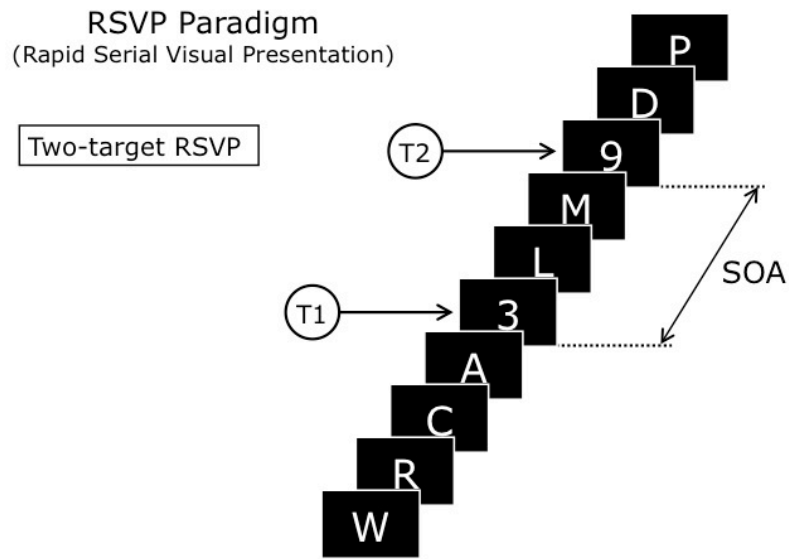 RSVP Paradigm
(Rapid Serial Visual Presentation)
P
D
Two-target RSVP
T2
9
M
L
SOA
T1
3
A
C
R
W